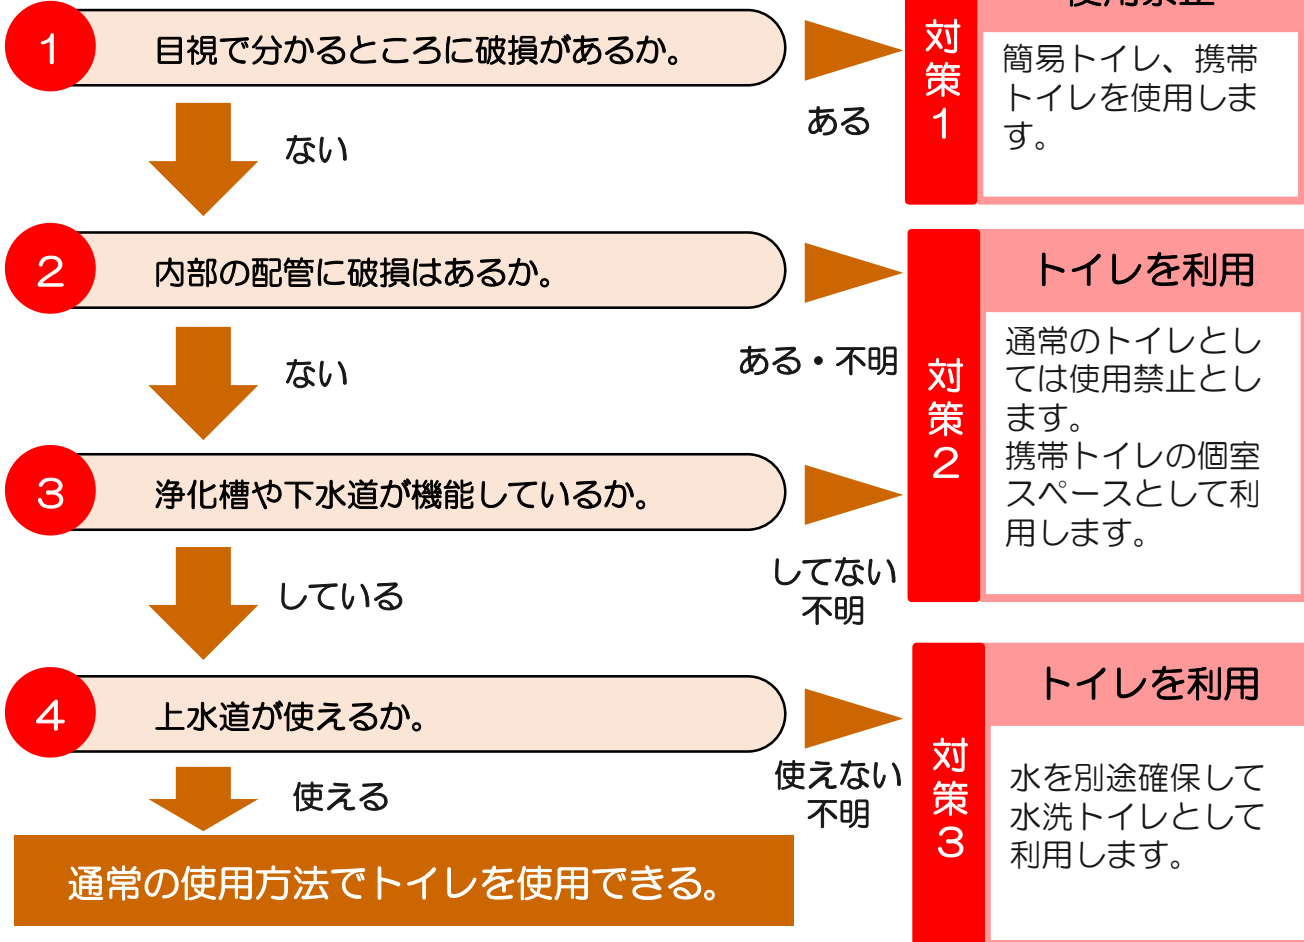 1
目視で分かるところに破損があるか。
ある
ない
対策1
簡易トイレ、携帯
トイレを使用しま
す。
2
内部の配管に破損はあるか。
ある・不明
ない
対策2
トイレを利用
通常のトイレとし
ては使用禁止とし
ます。
携帯トイレの個室
スペースとして利
用します。
3
浄化槽や下水道が機能しているか。
してない
不明
している
4
上水道が使えるか。
使えない
不明
使える
対策3
トイレを利用
水を別途確保して
水洗トイレとして
利用します。
通常の使用方法でトイレを使用できる。